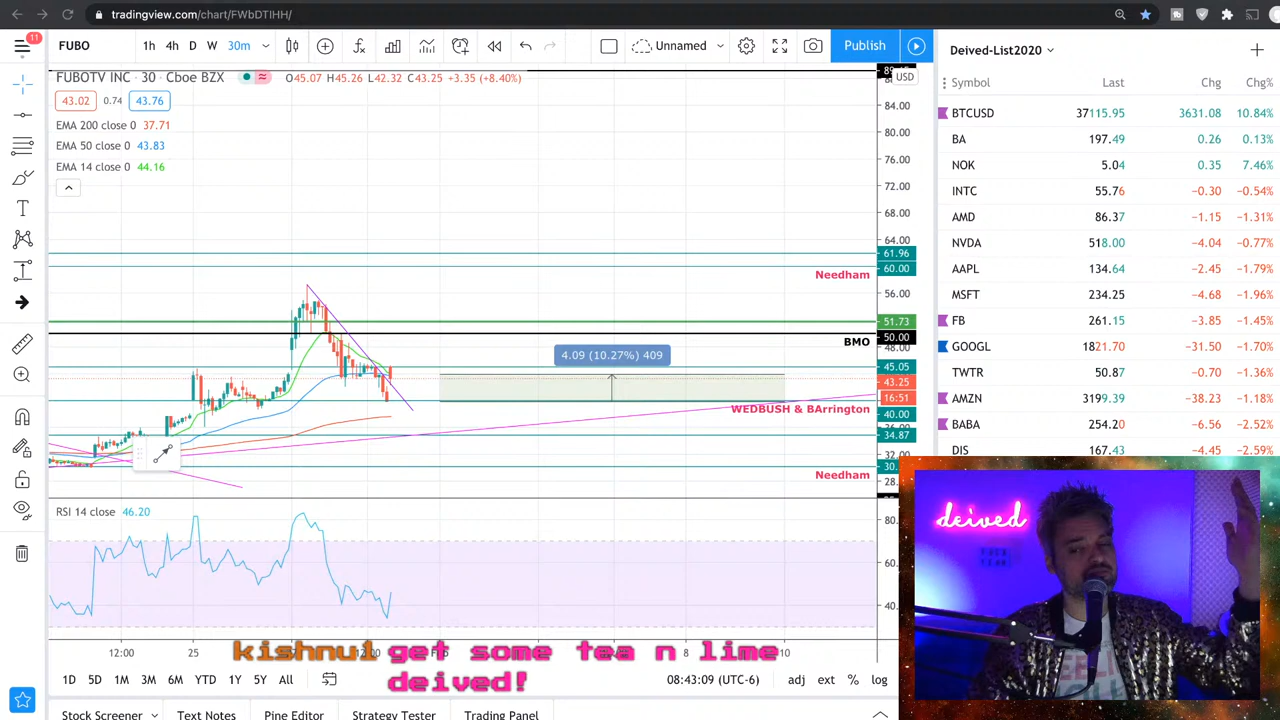 tradingview.com/chart/FWbDTIHH/
11
FUBO
1h 4h D W 30m
Unnamed
Publish
Deived-List2020
FUBOTV INC • 30 • Cboe BZX
O45.07 H45.26 L42.32 C43.25 +3.35 (+8.40%)
43.02 0.74 43.76
EMA 200 close 0 37.71
EMA 50 close 0 43.83
EMA 14 close 0 44.16
USD
84.00
80.00
76.00
72.00
68.00
64.00
61.96
60.00
Needham
56.00
51.73
50.00
BMO
48.00
4.09 (10.27%) 409
45.05
43.25
16:51
WEDBUSH & BArrington
40.00
36.00
34.87
32.00
30.
Needham
28.
RSI 14 close 46.20
80.
60.
40.
12:00 25 8 10
kishnul get some tea n lime
deived!
1D 5D 1M 3M 6M YTD 1Y 5Y All
08:43:09 (UTC-6)
adj ext % log
Stock Screener Text Notes Pine Editor Strategy Tester Trading Panel
Symbol Last Chg Chg%
BTCUSD 37115.95 3631.08 10.84%
BA 197.49 0.26 0.13%
NOK 5.04 0.35 7.46%
INTC 55.76 −0.30 −0.54%
AMD 86.37 −1.15 −1.31%
NVDA 518.00 −4.04 −0.77%
AAPL 134.64 −2.45 −1.79%
MSFT 234.25 −4.68 −1.96%
FB 261.15 −3.85 −1.45%
GOOGL 1821.70 −31.50 −1.70%
TWTR 50.87 −0.70 −1.36%
AMZN 3199.39 −38.23 −1.18%
BABA 254.20 −6.56 −2.52%
DIS 167.43 −4.45 −2.59%
deived